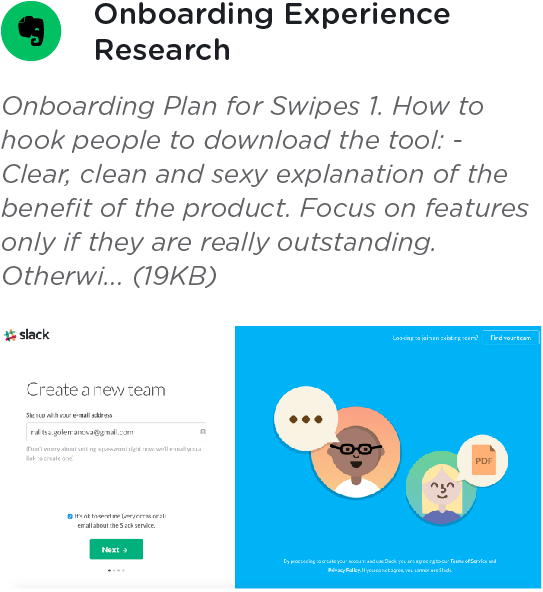 Onboarding Experience
Research
Onboarding Plan for Swipes 1. How to
hook people to download the tool: -
Clear, clean and sexy explanation of the
benefit of the product. Focus on features
only if they are really outstanding.
Otherwi... (19KB)
slack
Looking to join an existing team? Find your team
Create a new team
Sign up with your e-mail address
ralitsa.golemanova@gmail.com
(Don't worry about setting a password right now, we'll email you a
link to create one)
PDF
It's ok to send me (very occasional)
email about the Slack service.
Next →
By proceeding to create your account and use Slack, you are agreeing to our Terms of Service and
Privacy Policy. If you do not agree, you cannot use Slack.